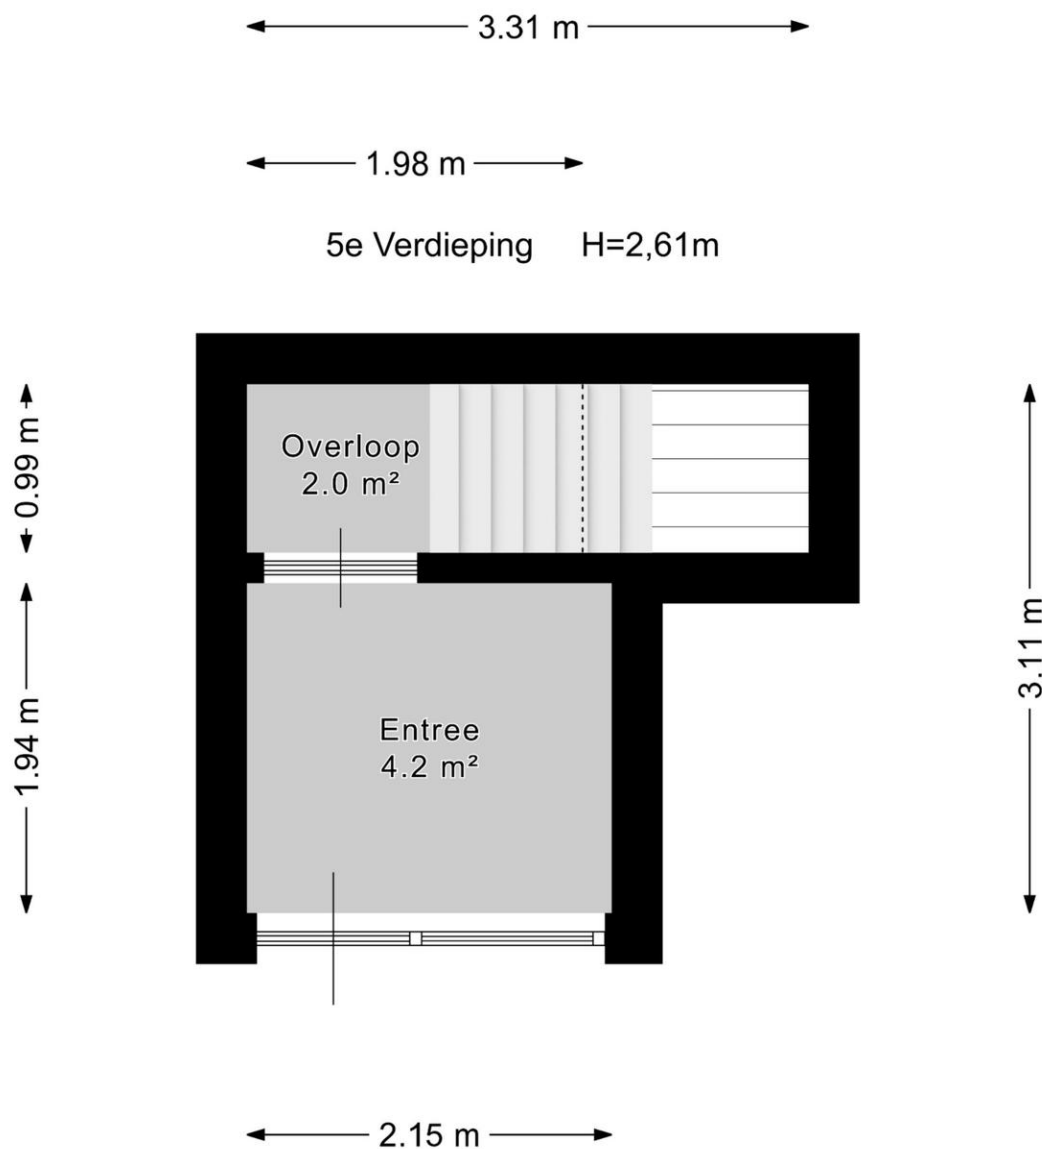 3.31 m
1.98 m
5e Verdieping H=2,61m
0.99 m
Overloop
2.0 m²
3.11 m
1.94 m
Entree
4.2 m²
2.15 m